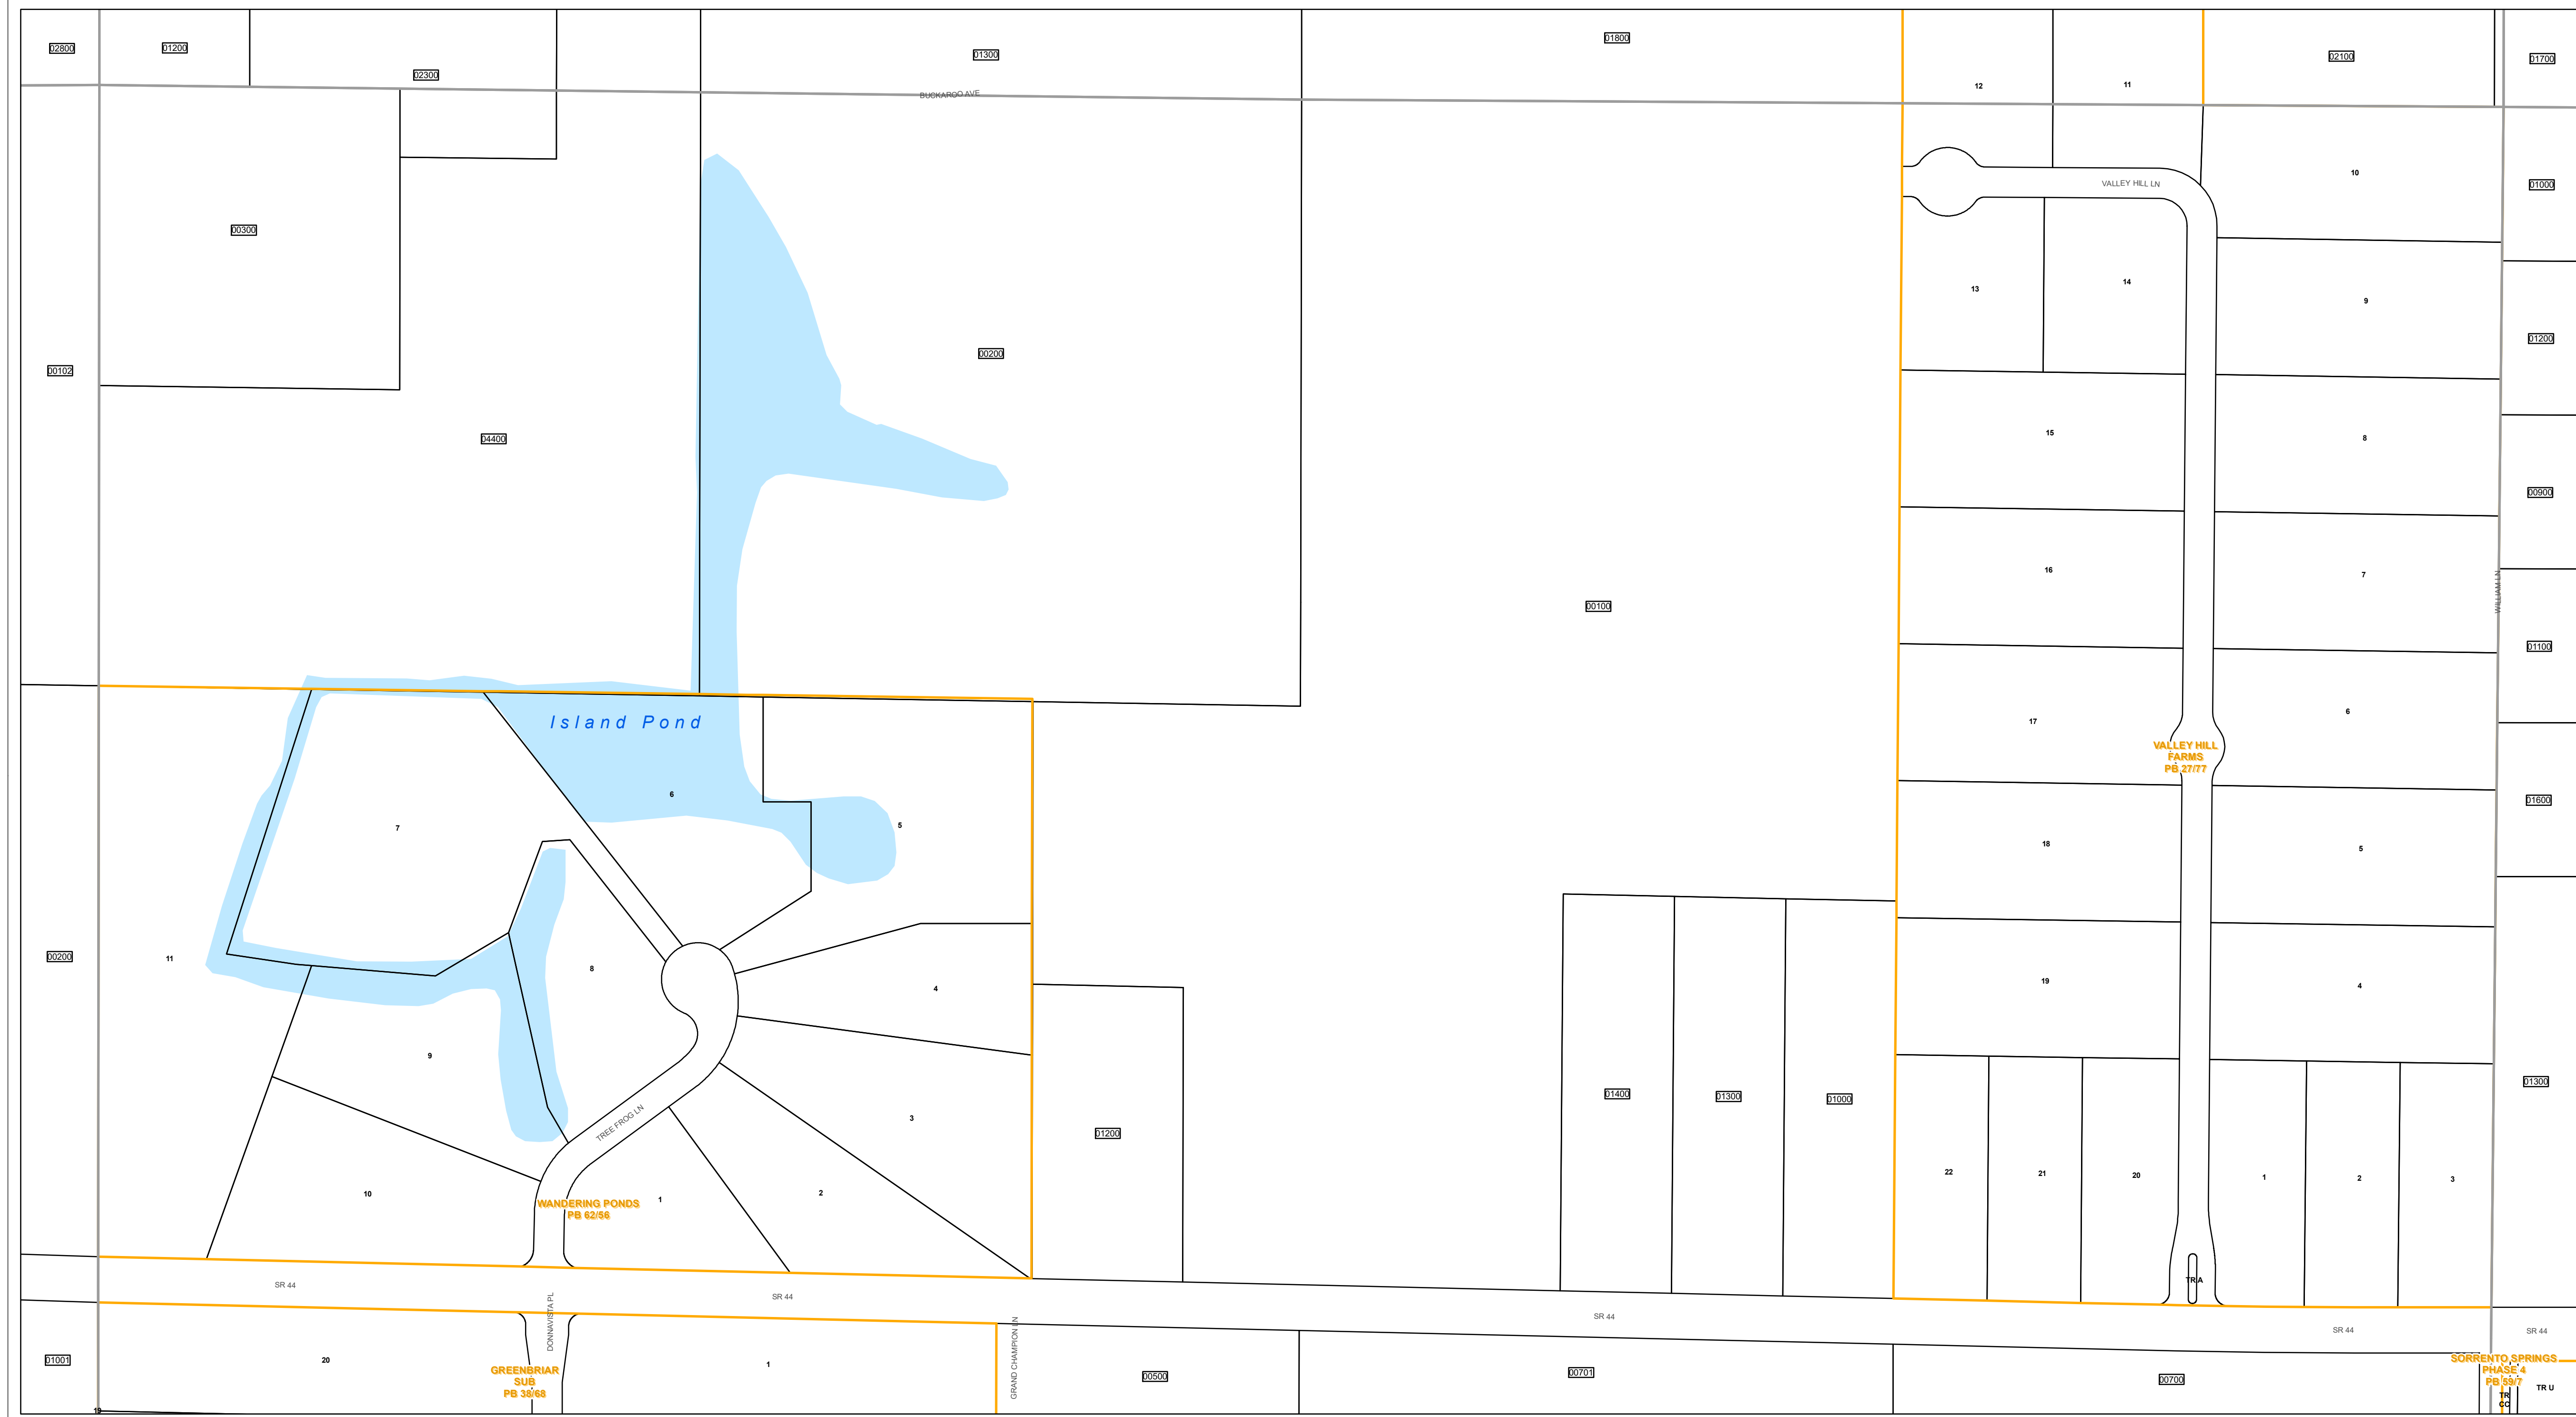 02800
01200
02300
01300
01800
12
11
02100
01700
BUCKAROO AVE
00300
00102
04400
00200
00100
VALLEY HILL LN
10
01000
13
14
9
01200
15
8
00900
16
7
WILLIAM LN
01100
17
6
VALLEY HILL
FARMS
PB 27/77
01600
18
5
19
4
01300
Island Pond
6
7
5
8
11
00200
4
9
3
TREE FROG LN
10
1
2
WANDERING PONDS
PB 62/56
01200
01400
01300
01000
22
21
20
1
2
3
TR A
SR 44
SR 44
SR 44
SR 44
SR 44
DONNAVISTA PL
GRAND CHAMPION LN
01001
20
GREENBRIAR
SUB
PB 38/68
1
00500
00701
00700
SORRENTO SPRINGS
PHASE 4
PB 59/7
TR
CC
TR U
19